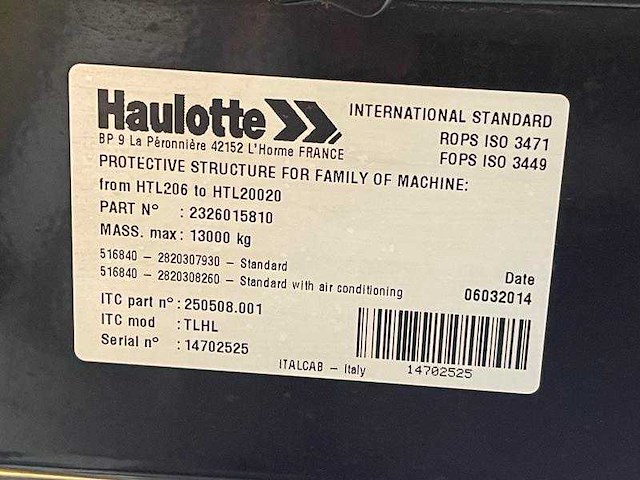 Haulotte
INTERNATIONAL STANDARD
ROPS ISO 3471
FOPS ISO 3449
BP 9 La Péronnière 42152 L'Horme FRANCE
PROTECTIVE STRUCTURE FOR FAMILY OF MACHINE:
from HTL206 to HTL20020
PART N° : 2326015810
MASS. max: 13000 kg
516840 - 2820307930 - Standard
516840 - 2820308260 - Standard with air conditioning
Date
06032014
ITC part n° : 250508.001
ITC mod : TLHL
Serial n° : 14702525
ITALCAB - Italy
14702525